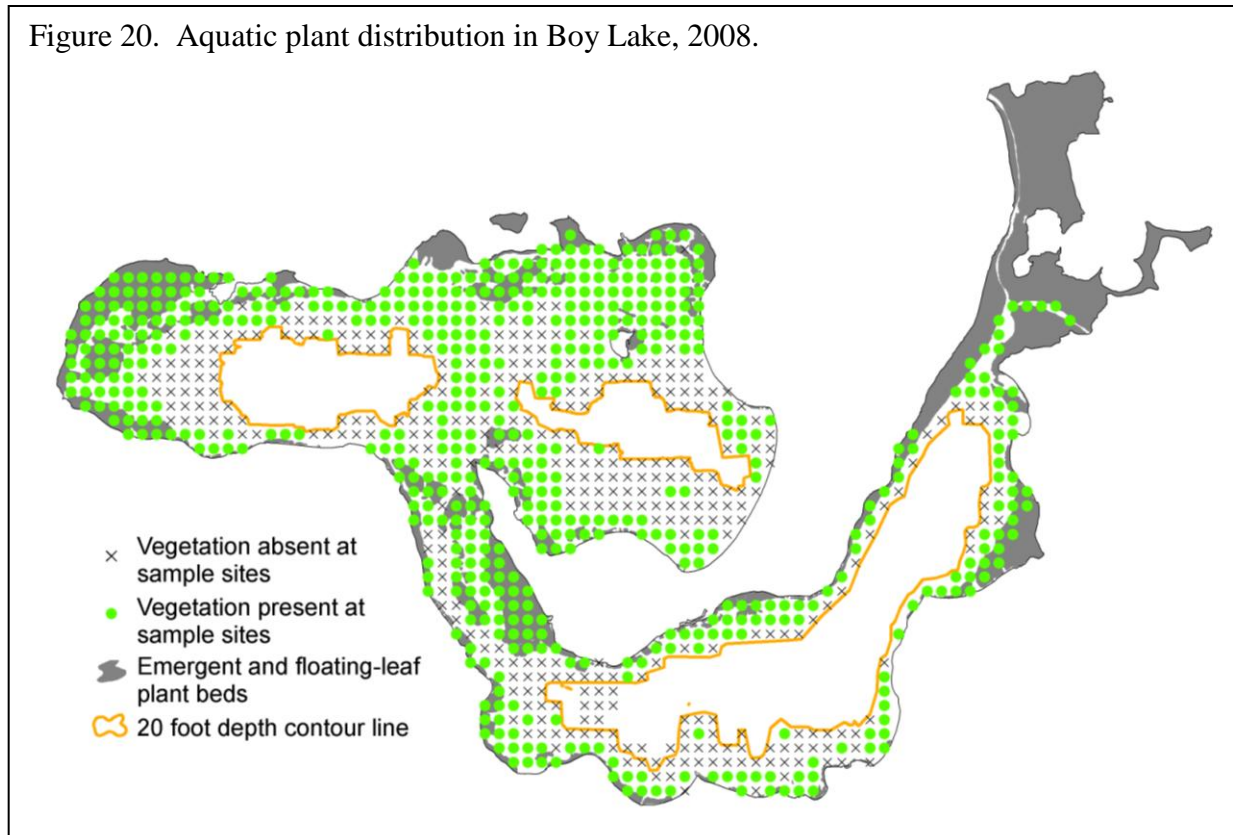 Figure 20.  Aquatic plant distribution in Boy Lake, 2008.
Vegetation absent at
sample sites
Vegetation present at
sample sites
Emergent and floating-leaf
plant beds
20 foot depth contour line